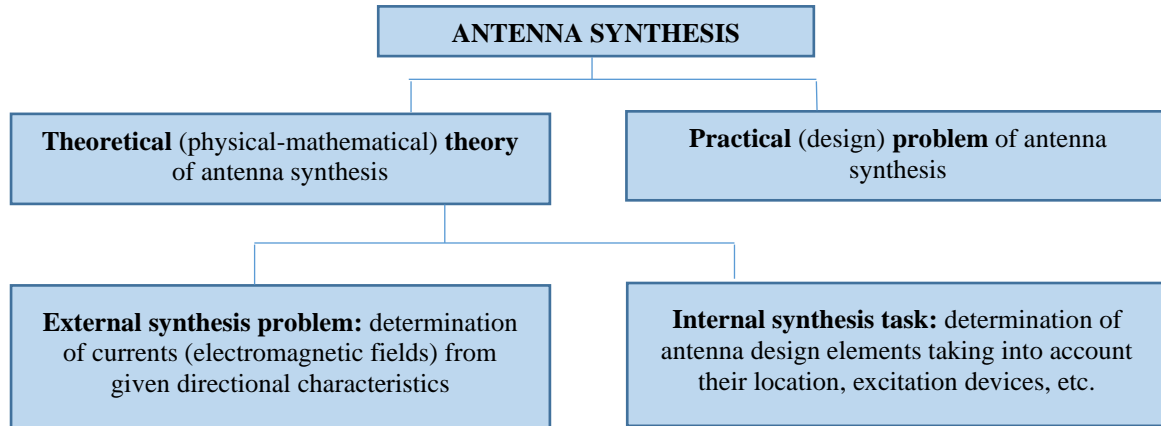 ANTENNA SYNTHESIS
Theoretical (physical-mathematical) theory
of antenna synthesis
Practical (design) problem of antenna
synthesis
External synthesis problem: determination
of currents (electromagnetic fields) from
given directional characteristics
Internal synthesis task: determination of
antenna design elements taking into account
their location, excitation devices, etc.